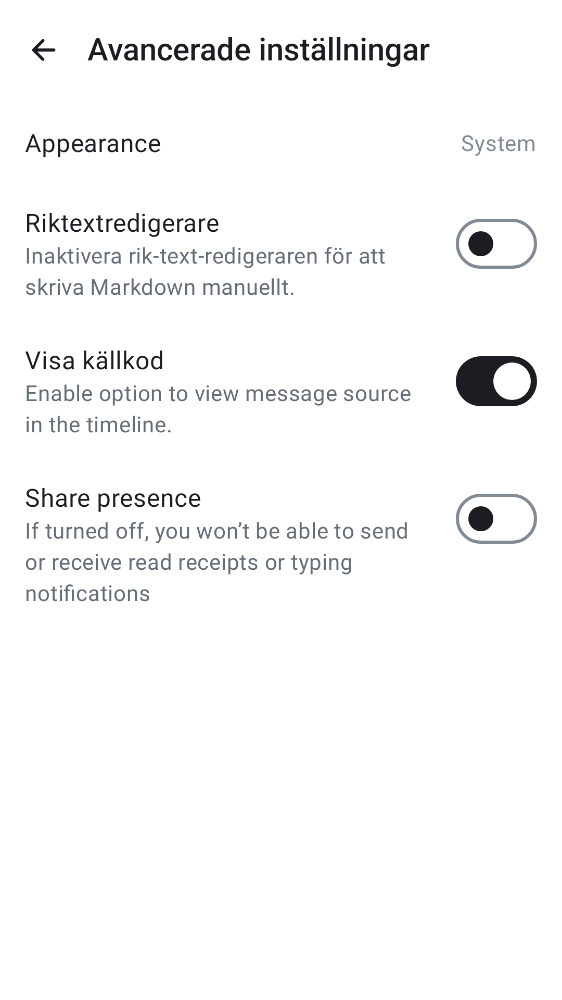 Avancerade inställningar
Appearance
System
Riktextredigerare
Inaktivera rik-text-redigeraren för att
skriva Markdown manuellt.
Visa källkod
Enable option to view message source
in the timeline.
Share presence
If turned off, you won’t be able to send
or receive read receipts or typing
notifications